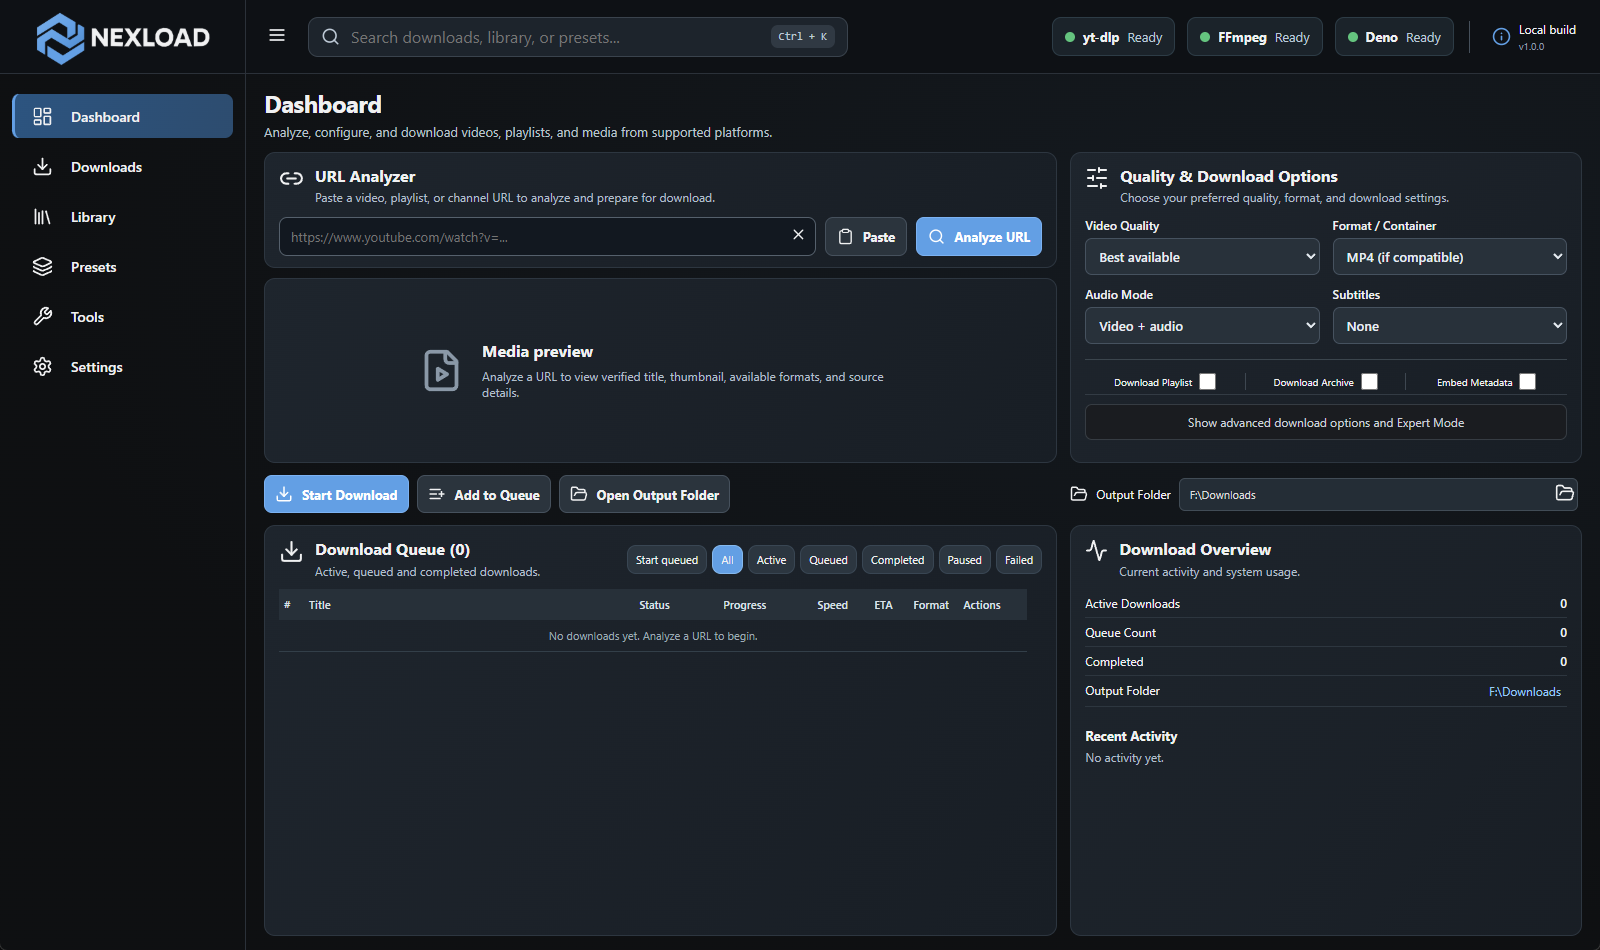 NEXLOAD
Search downloads, library, or presets...
Ctrl + K
yt-dlp Ready
FFmpeg Ready
Deno Ready
Local build
v1.0.0
Dashboard
Downloads
Library
Presets
Tools
Settings
Dashboard
Analyze, configure, and download videos, playlists, and media from supported platforms.
URL Analyzer
Paste a video, playlist, or channel URL to analyze and prepare for download.
https://www.youtube.com/watch?v=...
Paste
Analyze URL
Media preview
Analyze a URL to view verified title, thumbnail, available formats, and source
details.
Quality & Download Options
Choose your preferred quality, format, and download settings.
Video Quality
Format / Container
Best available
MP4 (if compatible)
Audio Mode
Subtitles
Video + audio
None
Download Playlist
Download Archive
Embed Metadata
Show advanced download options and Expert Mode
Start Download
Add to Queue
Open Output Folder
Output Folder
F:\Downloads
Download Queue (0)
Active, queued and completed downloads.
Start queued
All
Active
Queued
Completed
Paused
Failed
# Title Status Progress Speed ETA Format Actions
No downloads yet. Analyze a URL to begin.
Download Overview
Current activity and system usage.
Active Downloads 0
Queue Count 0
Completed 0
Output Folder F:\Downloads
Recent Activity
No activity yet.